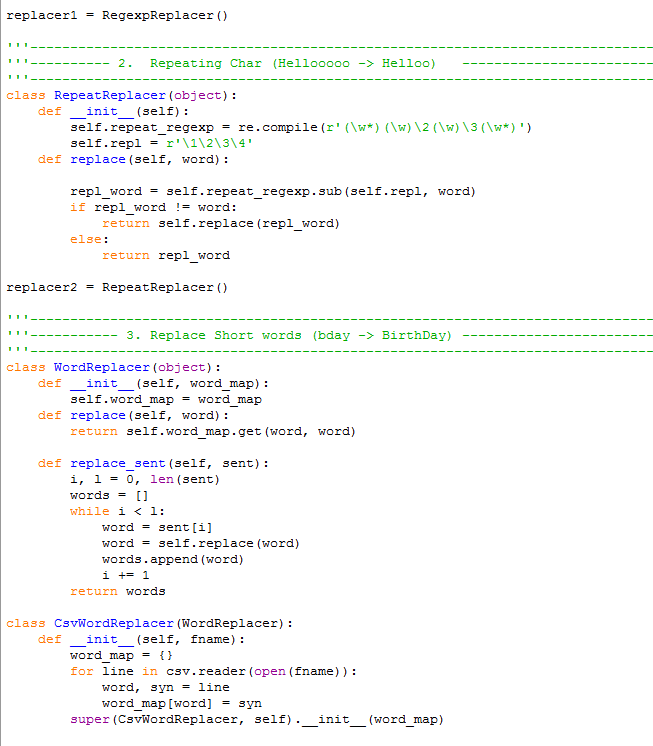 replacer1 = RegexpReplacer()
'''------------------------------------------------------------------------------
'''---------- 2.  Repeating Char (Hellooooo -> Helloo)   ------------------------
'''------------------------------------------------------------------------------
class RepeatReplacer(object):
    def __init__(self):
        self.repeat_regexp = re.compile(r'(\w*)(\w)\2(\w)\3(\w*)')
        self.repl = r'\1\2\3\4'
    def replace(self, word):
        repl_word = self.repeat_regexp.sub(self.repl, word)
        if repl_word != word:
            return self.replace(repl_word)
        else:
            return repl_word
replacer2 = RepeatReplacer()
'''------------------------------------------------------------------------------
'''----------- 3. Replace Short words (bday -> BirthDay) ------------------------
'''------------------------------------------------------------------------------
class WordReplacer(object):
    def __init__(self, word_map):
        self.word_map = word_map
    def replace(self, word):
        return self.word_map.get(word, word)
    def replace_sent(self, sent):
        i, l = 0, len(sent)
        words = []
        while i < l:
            word = sent[i]
            word = self.replace(word)
            words.append(word)
            i += 1
        return words
class CsvWordReplacer(WordReplacer):
    def __init__(self, fname):
        word_map = {}
        for line in csv.reader(open(fname)):
            word, syn = line
            word_map[word] = syn
        super(CsvWordReplacer, self).__init__(word_map)